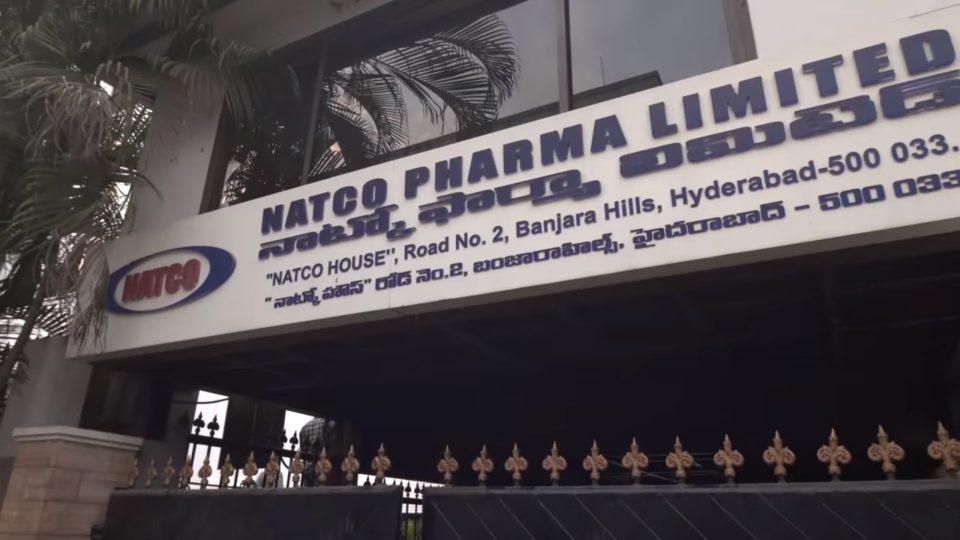 NATCO
NATCO PHARMA LIMITED
నాట్కో ఫార్మా లిమిటెడ్
"NATCO HOUSE", Road No. 2, Banjara Hills, Hyderabad-500 033.
"నాట్కో హౌస్" రోడ్ నెం.2, బంజారాహిల్స్, హైదరాబాద్ – 500 033